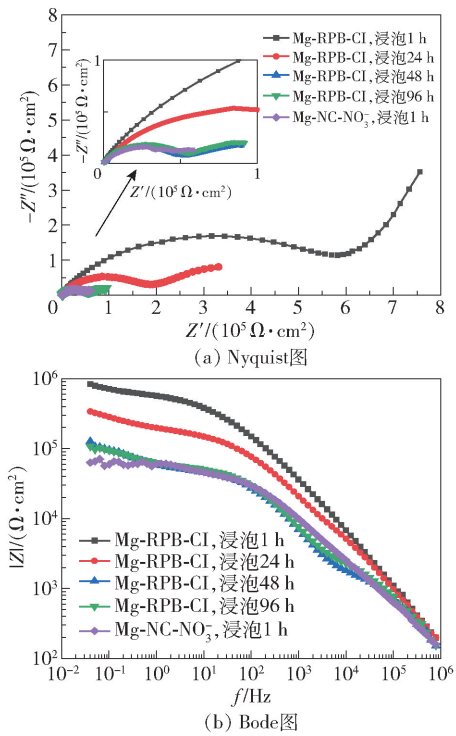 8
7
6
5
4
3
2
1
0
−Z″/(10⁵ Ω·cm²)
1
0
1
−Z″/(10⁵ Ω·cm²)
Z′/(10⁵ Ω·cm²)
Mg-RPB-CI,浸泡1 h
Mg-RPB-CI,浸泡24 h
Mg-RPB-CI,浸泡48 h
Mg-RPB-CI,浸泡96 h
Mg-NC-NO₃⁻,浸泡1 h
0 1 2 3 4 5 6 7 8
Z′/(10⁵ Ω·cm²)
(a) Nyquist图
10⁶
10⁵
10⁴
10³
10²
|Z|/(Ω·cm²)
Mg-RPB-CI,浸泡1 h
Mg-RPB-CI,浸泡24 h
Mg-RPB-CI,浸泡48 h
Mg-RPB-CI,浸泡96 h
Mg-NC-NO₃⁻,浸泡1 h
10⁻² 10⁻¹ 10⁰ 10¹ 10² 10³ 10⁴ 10⁵ 10⁶
f/Hz
(b) Bode图